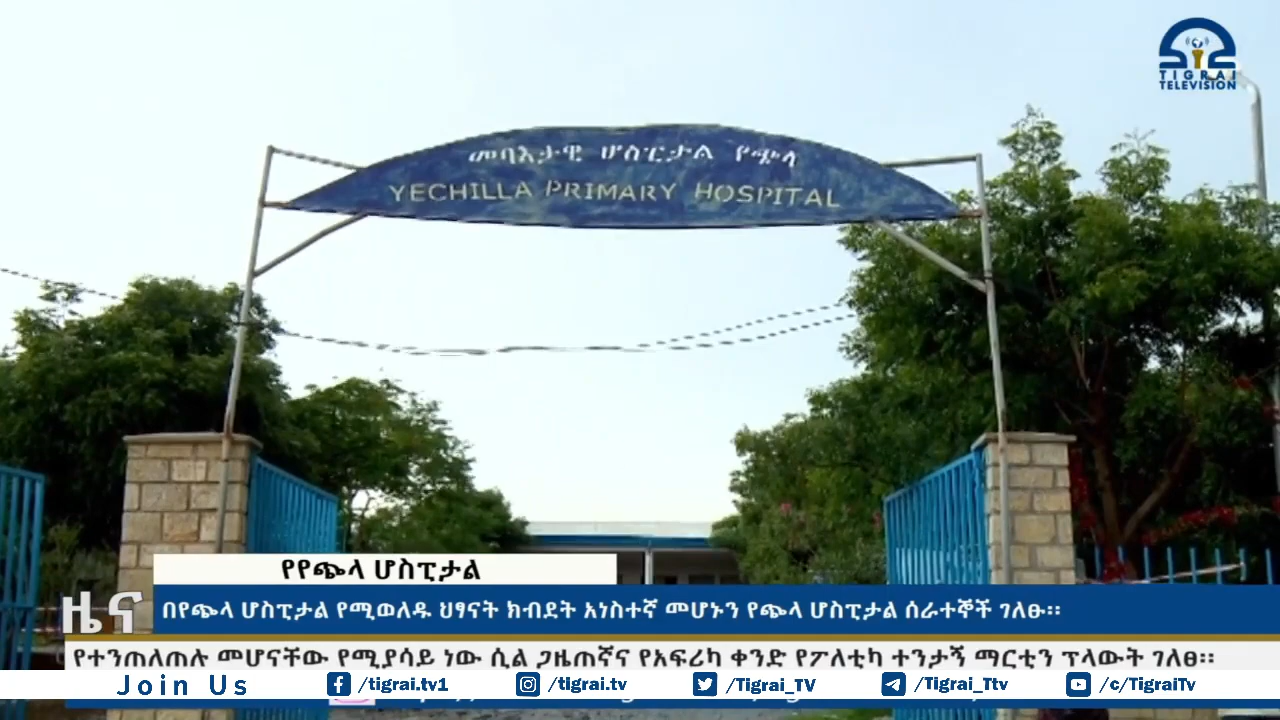 TIGRAI
TELEVISION
መባእታዊ ሆስፒታል የጭላ
YECHILLA PRIMARY HOSPITAL
የየጭላ ሆስፒታል
ዜና
በየጭላ ሆስፒታል የሚወለዱ ህፃናት ክብደት አነስተኛ መሆኑን የጭላ ሆስፒታል ሰራተኞች ገለፁ፡፡
የተንጠለጠሉ መሆናቸው የሚያሳይ ነው ሲል ጋዜጠኛና የአፍሪካ ቀንድ የፖለቲካ ተንታኝ ማርቲን ፕላውት ገለፀ፡፡
Join Us /tigrai.tv1 /tigrai.tv /Tigrai_TV /Tigrai_Ttv /c/TigraiTv